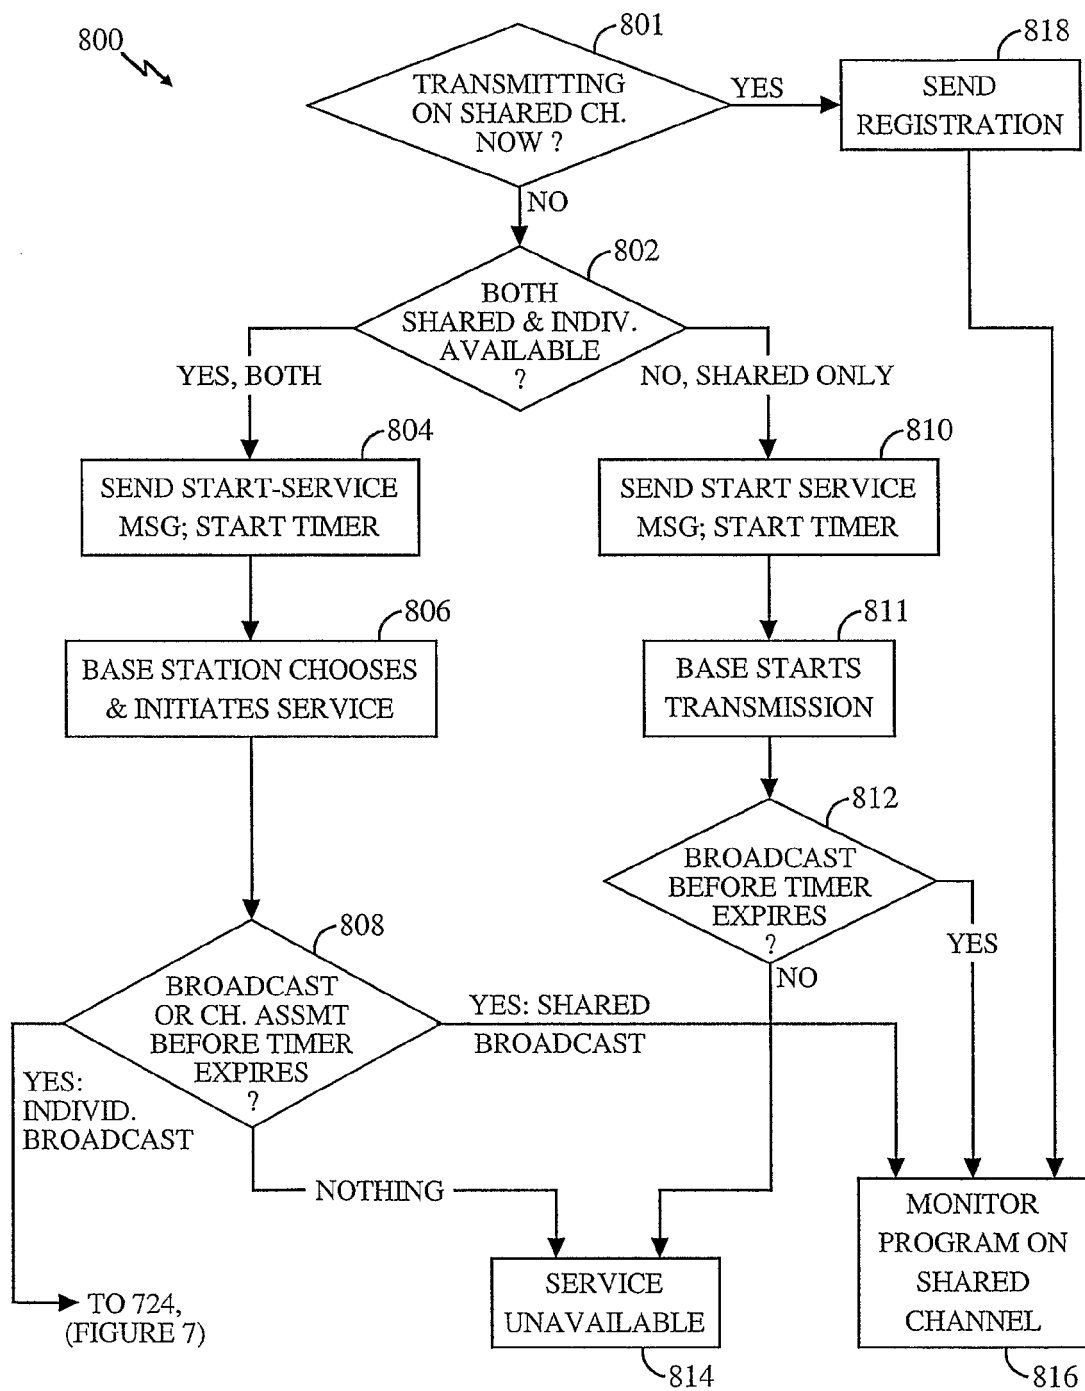 800
801
TRANSMITTING
ON SHARED CH.
NOW ?
YES
818
SEND
REGISTRATION
NO
802
BOTH
SHARED & INDIV.
AVAILABLE
?
YES, BOTH
NO, SHARED ONLY
804
SEND START-SERVICE
MSG; START TIMER
810
SEND START SERVICE
MSG; START TIMER
806
BASE STATION CHOOSES
& INITIATES SERVICE
811
BASE STARTS
TRANSMISSION
812
BROADCAST
BEFORE TIMER
EXPIRES
?
YES
NO
808
BROADCAST
OR CH. ASSMT
BEFORE TIMER
EXPIRES
?
YES: SHARED
BROADCAST
YES:
INDIVID.
BROADCAST
NOTHING
TO 724,
(FIGURE 7)
SERVICE
UNAVAILABLE
814
MONITOR
PROGRAM ON
SHARED
CHANNEL
816